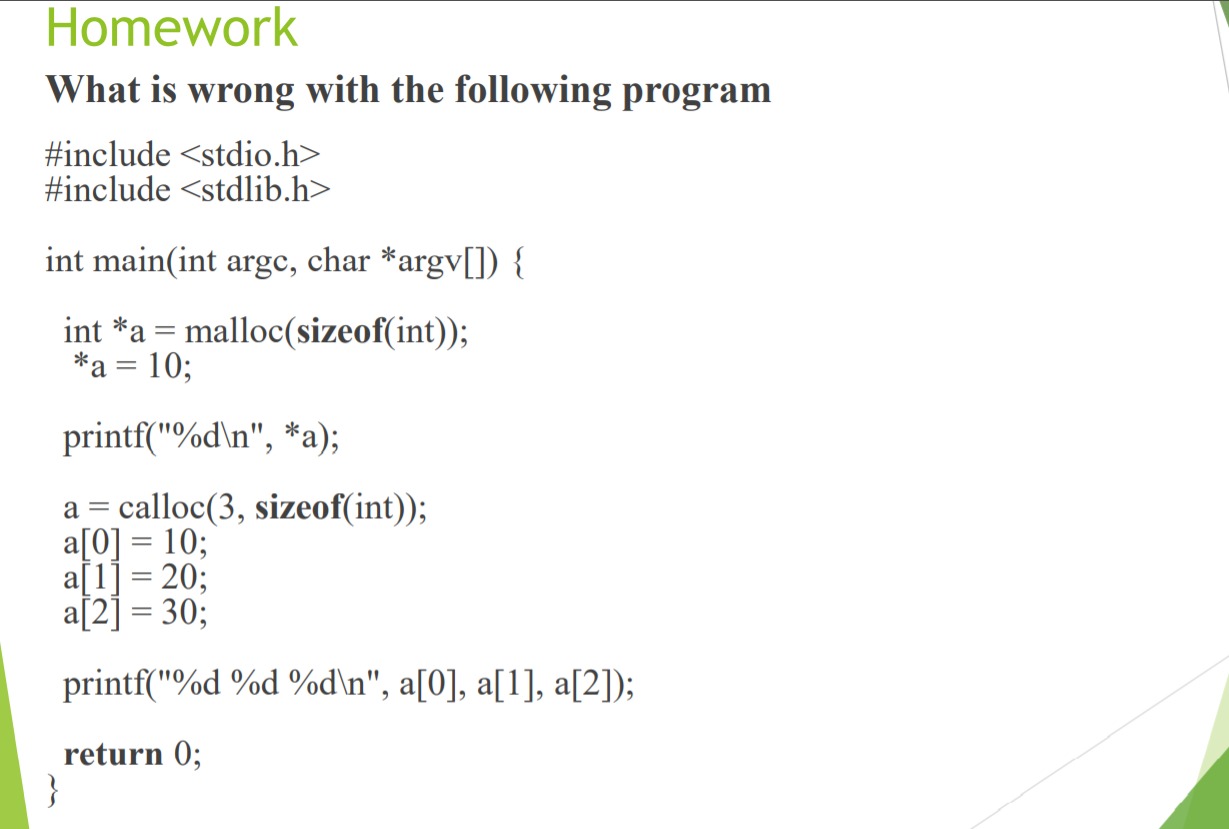 Homework
What is wrong with the following program
#include <stdio.h>
#include <stdlib.h>
int main(int argc, char *argv[]) {
int *a = malloc(sizeof(int));
*a = 10;
printf("%d\n", *a);
a = calloc(3, sizeof(int));
a[0] = 10;
a[1] = 20;
a[2] = 30;
printf("%d %d %d\n", a[0], a[1], a[2]);
return 0;
}